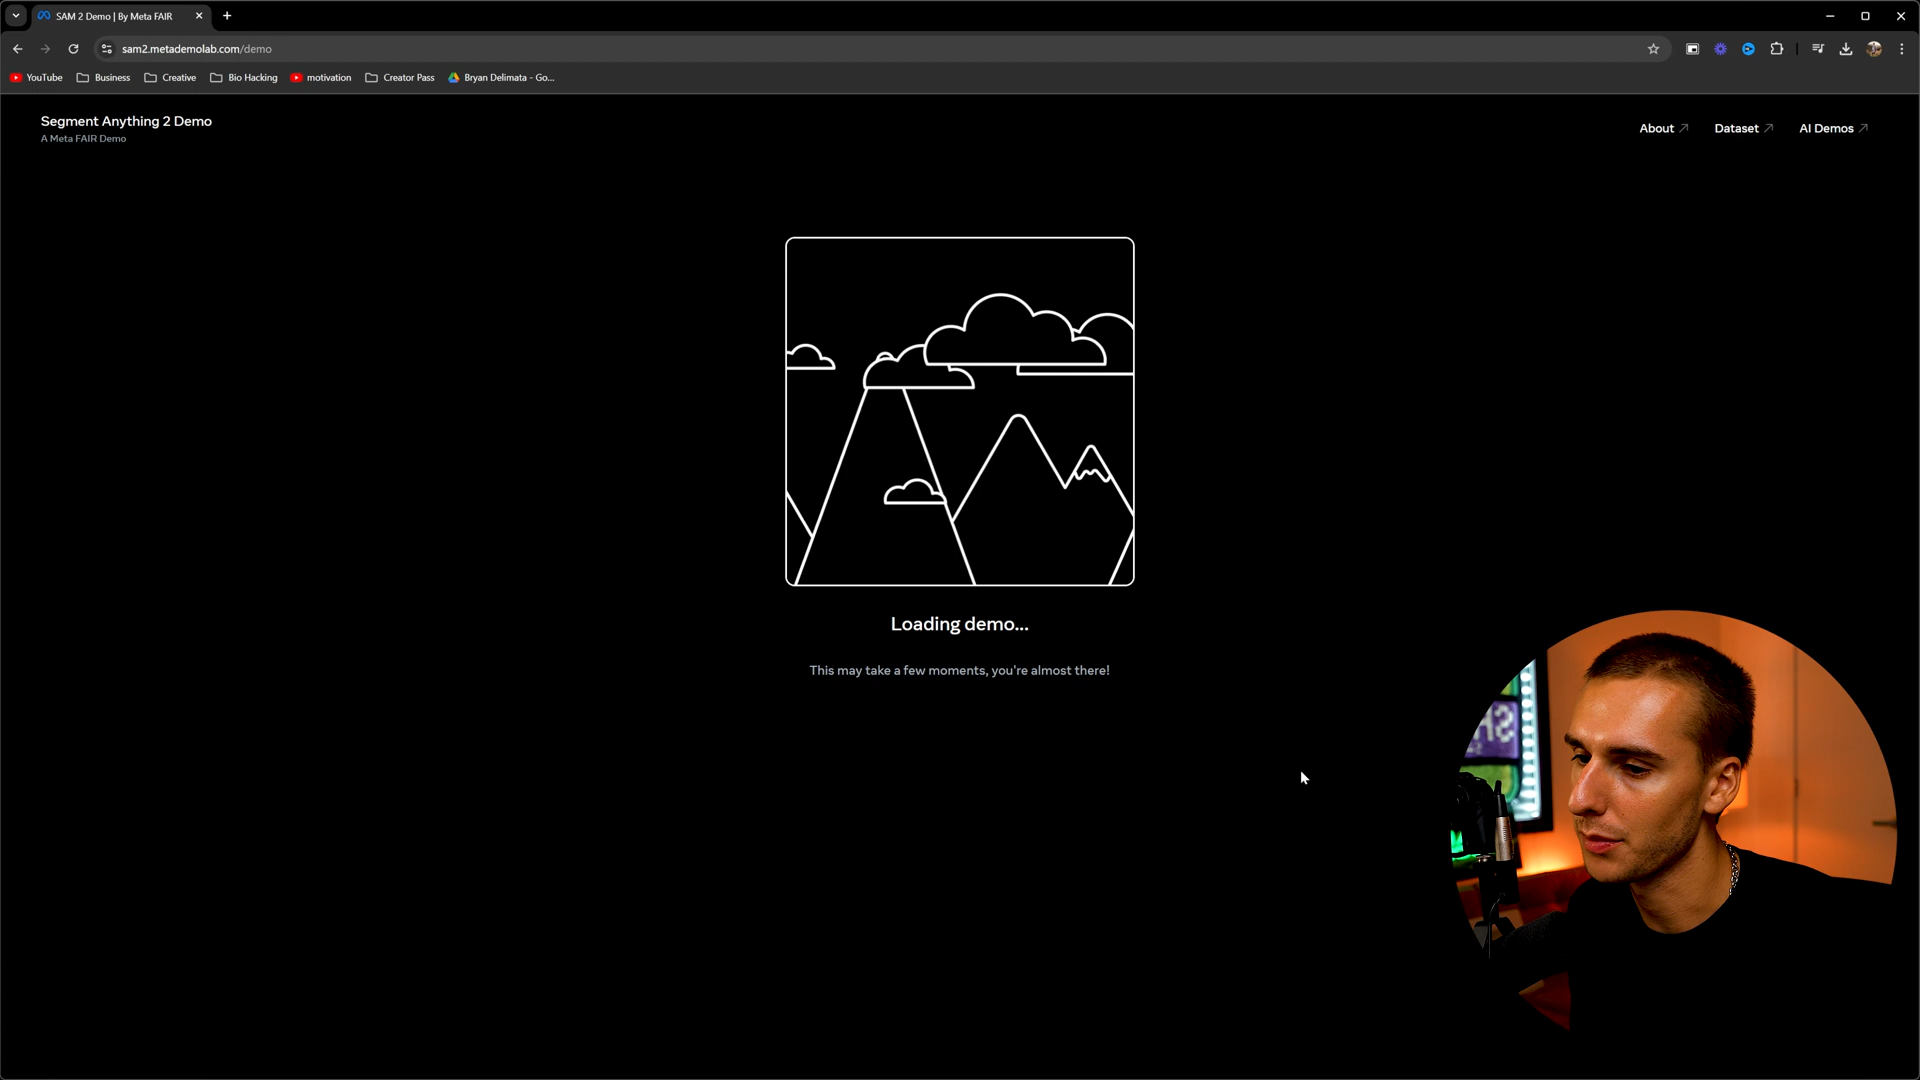 SAM 2 Demo | By Meta FAIR
sam2.metademolab.com/demo
YouTube
Business
Creative
Bio Hacking
motivation
Creator Pass
Bryan Delimata - Go...
Segment Anything 2 Demo
A Meta FAIR Demo
About
Dataset
AI Demos
Loading demo...
This may take a few moments, you're almost there!